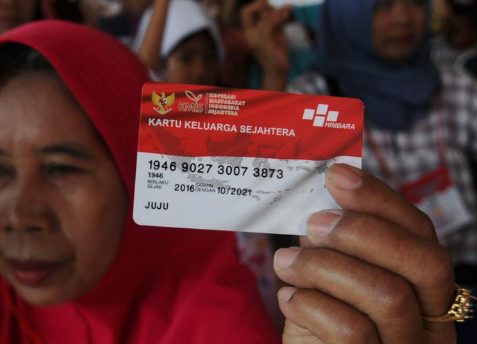 KMIS
KOPERASI
MASYARAKAT
INDONESIA
SEJAHTERA
HIMBARA
KARTU KELUARGA SEJAHTERA
1946 9027 3007 3873
1946
BERLAKU
SEJAK
2016
DENGAN
10/2021
JUJU